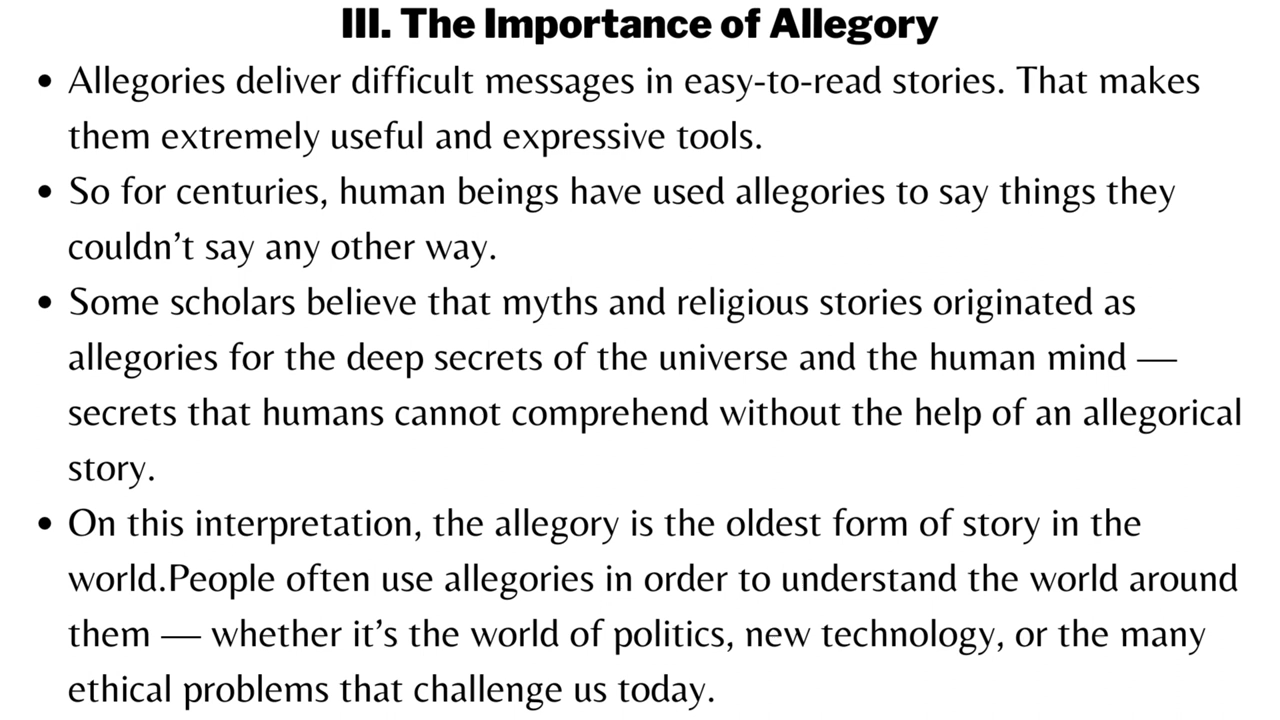 III. The Importance of Allegory
• Allegories deliver difficult messages in easy-to-read stories. That makes
them extremely useful and expressive tools.
• So for centuries, human beings have used allegories to say things they
couldn’t say any other way.
• Some scholars believe that myths and religious stories originated as
allegories for the deep secrets of the universe and the human mind —
secrets that humans cannot comprehend without the help of an allegorical
story.
• On this interpretation, the allegory is the oldest form of story in the
world.People often use allegories in order to understand the world around
them — whether it’s the world of politics, new technology, or the many
ethical problems that challenge us today.